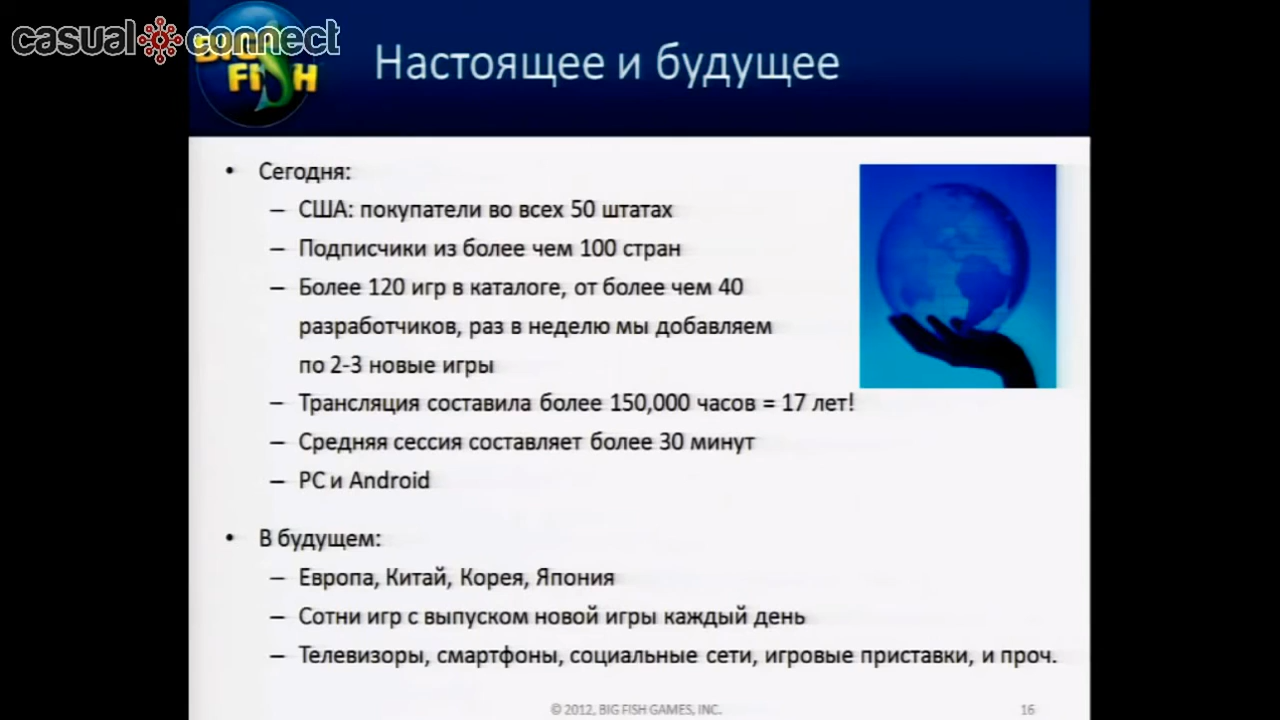 casual connect
BIG
FISH
Настоящее и будущее
• Сегодня:
– США: покупатели во всех 50 штатах
– Подписчики из более чем 100 стран
– Более 120 игр в каталоге, от более чем 40
разработчиков, раз в неделю мы добавляем
по 2-3 новые игры
– Трансляция составила более 150,000 часов = 17 лет!
– Средняя сессия составляет более 30 минут
– PC и Android
• В будущем:
– Европа, Китай, Корея, Япония
– Сотни игр с выпуском новой игры каждый день
– Телевизоры, смартфоны, социальные сети, игровые приставки, и проч.
© 2012, BIG FISH GAMES, INC.
16